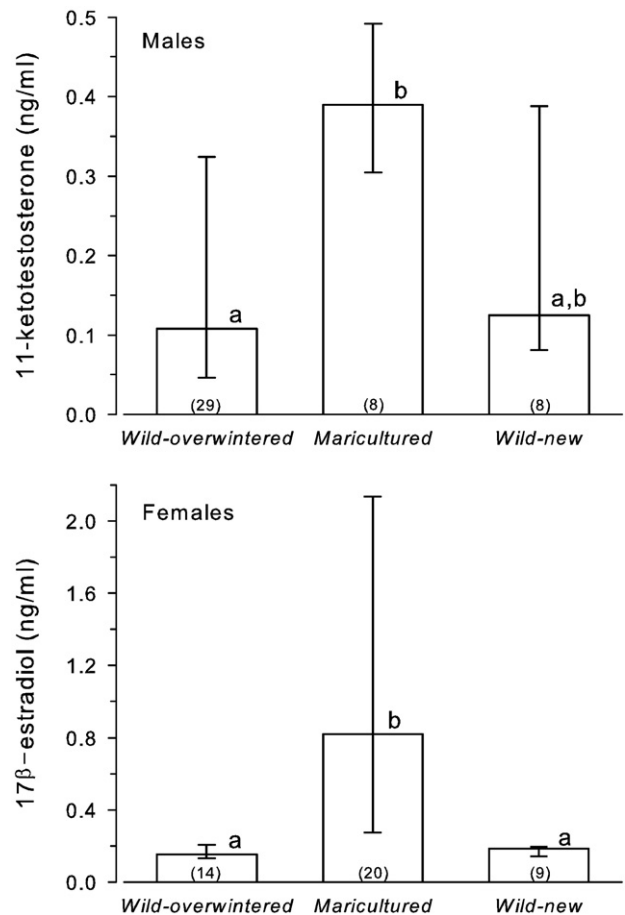 Males
11-ketotestosterone (ng/ml)
0.5
0.4
0.3
0.2
0.1
0.0
a
b
a,b
(29)
(8)
(8)
Wild-overwintered
Maricultured
Wild-new
Females
17β−estradiol (ng/ml)
2.0
1.6
1.2
0.8
0.4
0.0
a
b
a
(14)
(20)
(9)
Wild-overwintered
Maricultured
Wild-new